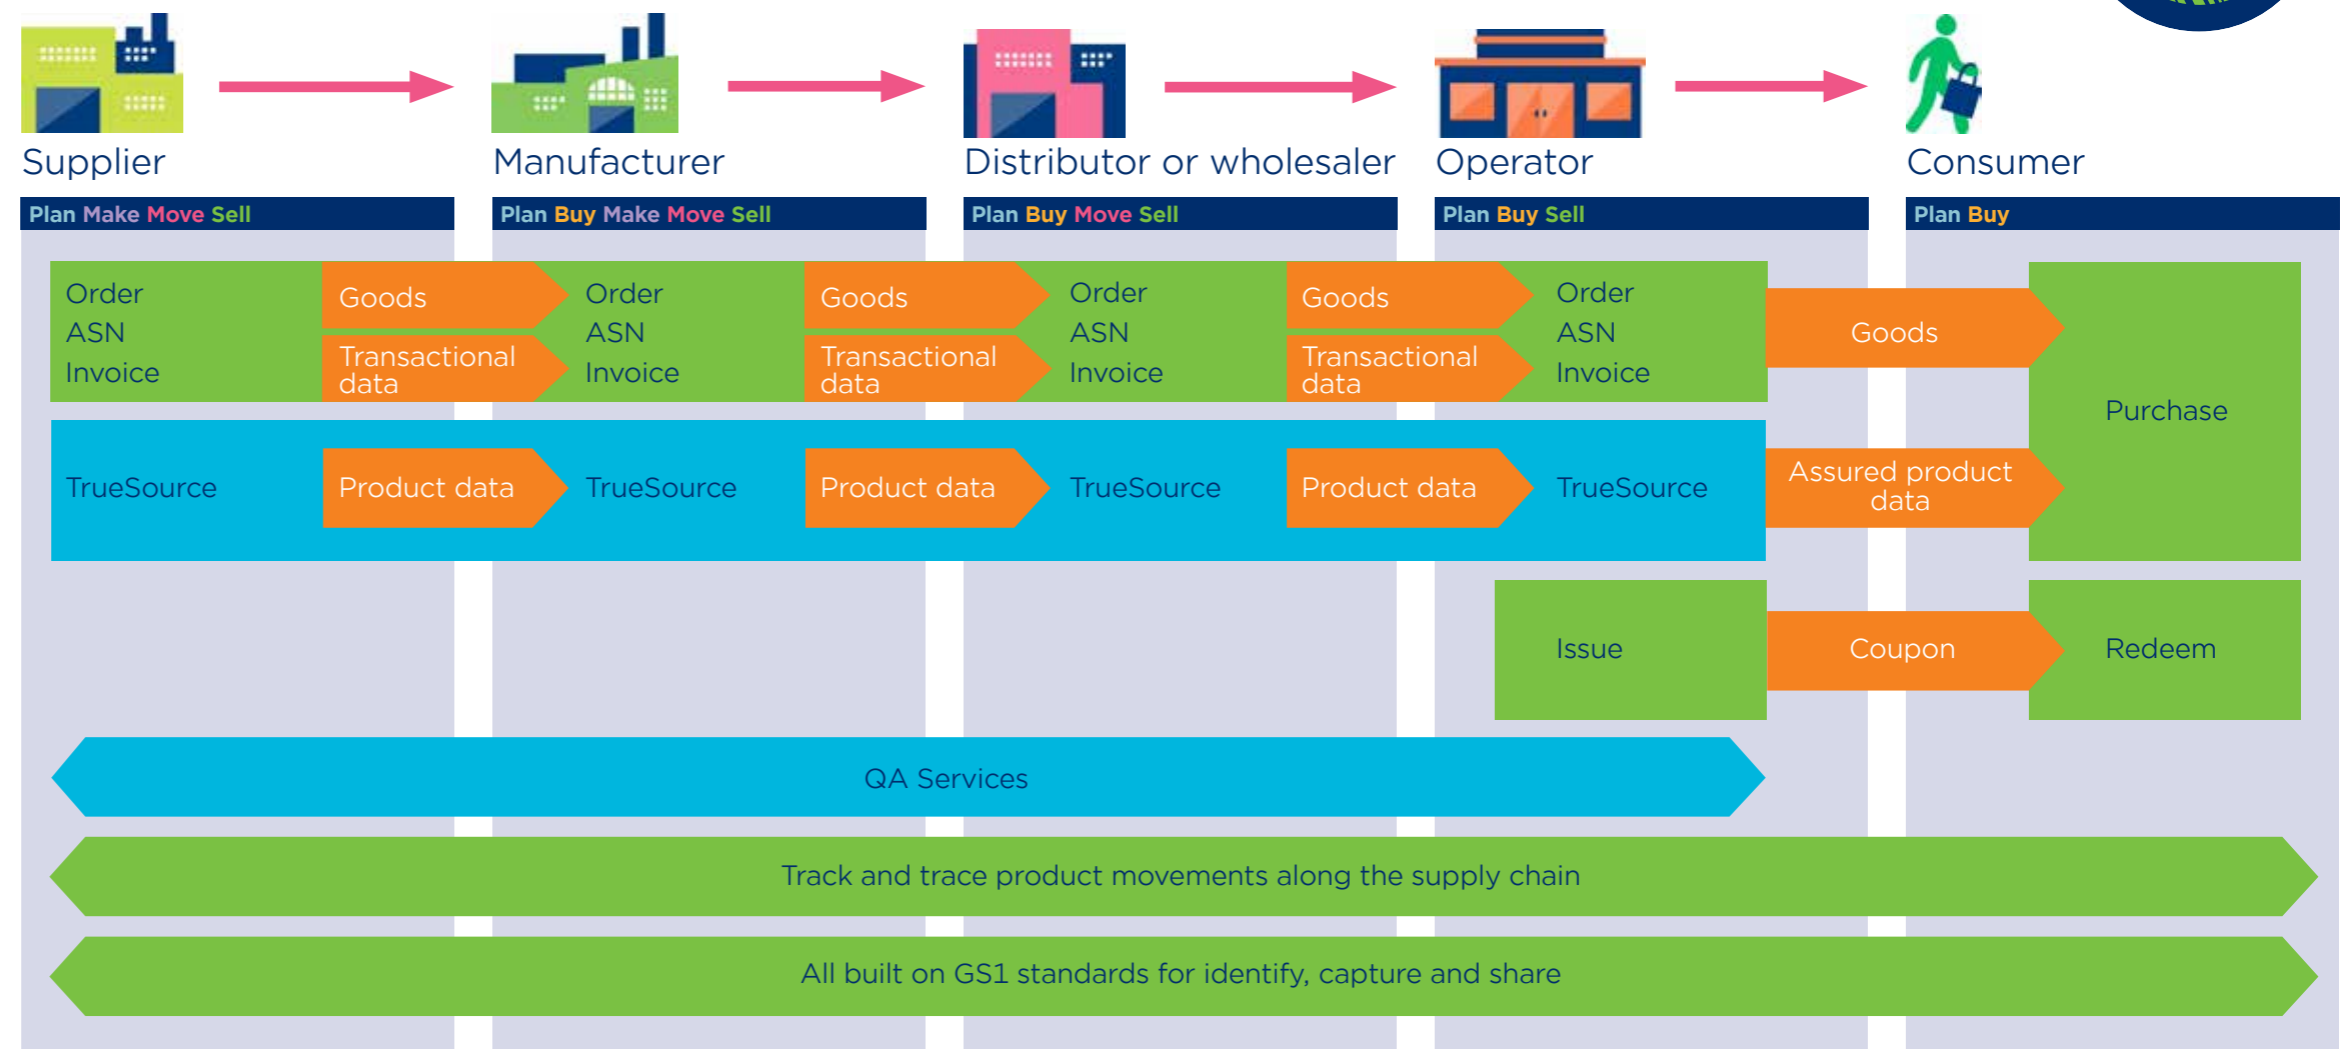 Supplier
Manufacturer
Distributor or wholesaler
Operator
Consumer
Plan Make Move Sell
Plan Buy Make Move Sell
Plan Buy Move Sell
Plan Buy Sell
Plan Buy
Order
ASN
Invoice
Goods
Transactional
data
Order
ASN
Invoice
Goods
Transactional
data
Order
ASN
Invoice
Goods
Transactional
data
Order
ASN
Invoice
Goods
Purchase
TrueSource
Product data
TrueSource
Product data
TrueSource
Product data
TrueSource
Assured product
data
Issue
Coupon
Redeem
QA Services
Track and trace product movements along the supply chain
All built on GS1 standards for identify, capture and share